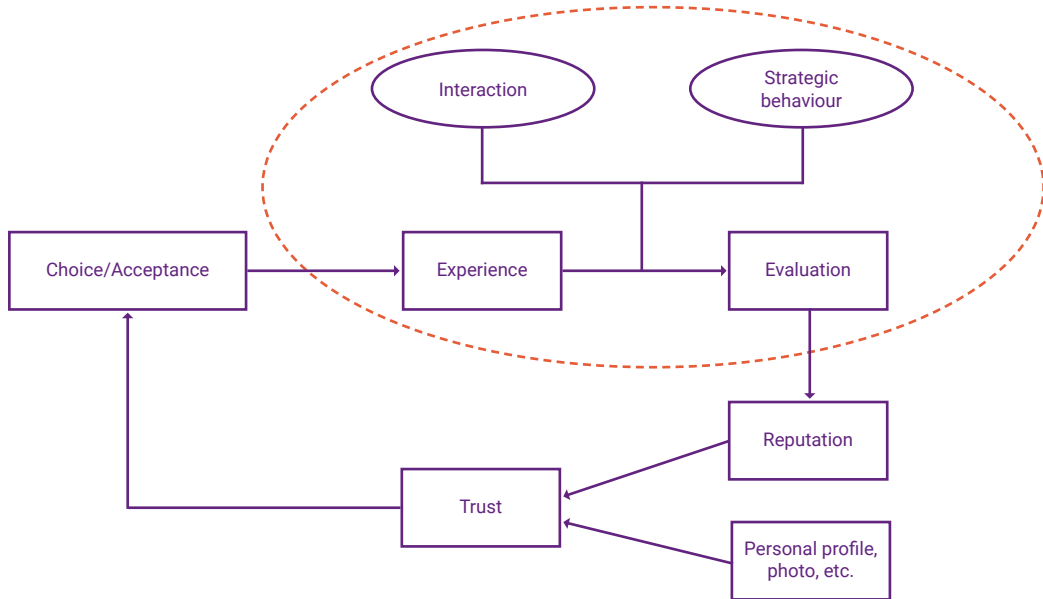 Interaction
Strategic
behaviour
Choice/Acceptance
Experience
Evaluation
Reputation
Trust
Personal profile,
photo, etc.